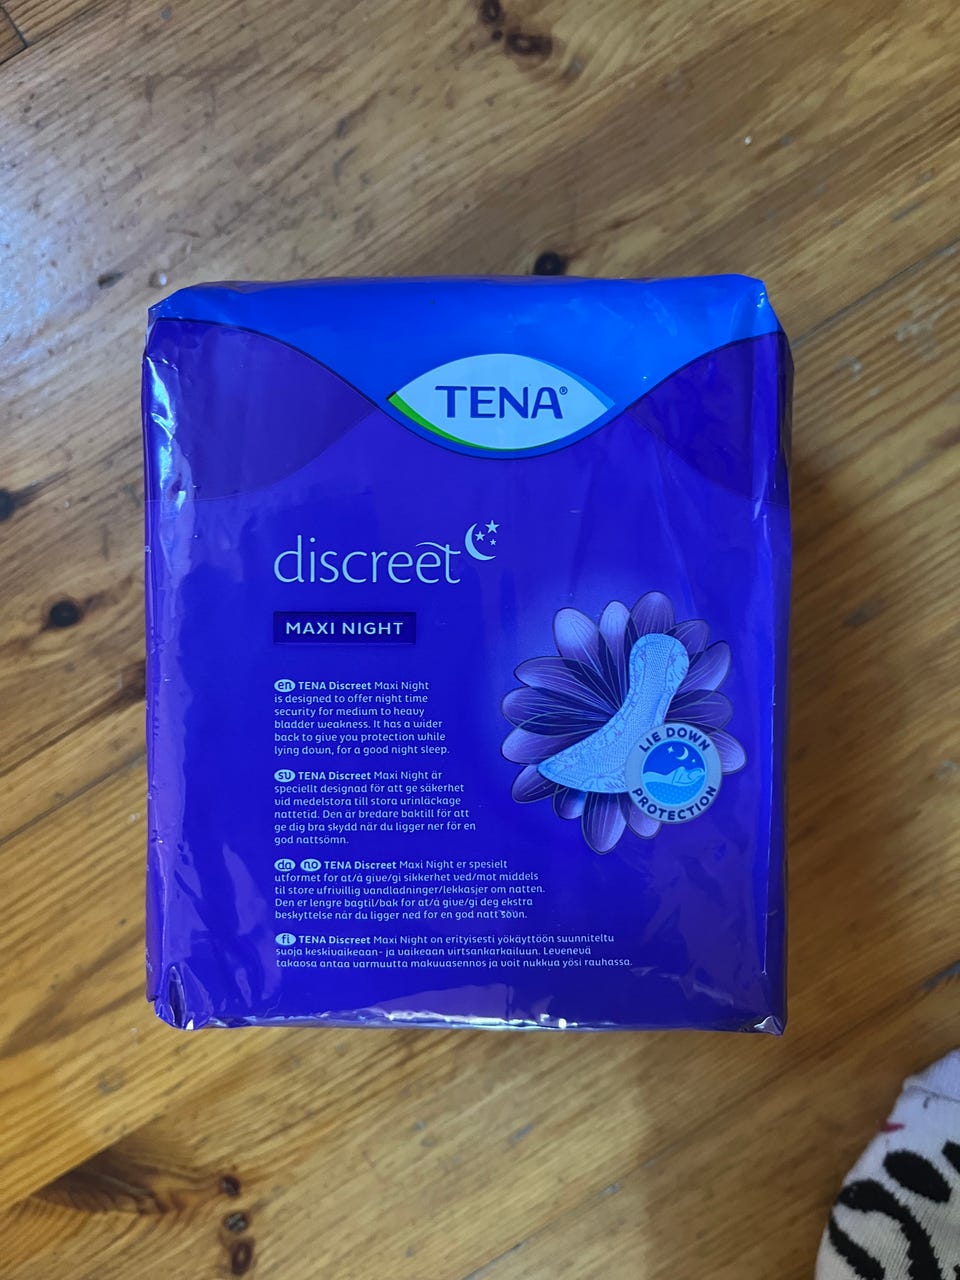 TENA®
discreet
MAXI NIGHT
en TENA Discreet Maxi Night
is designed to offer night time
security for medium to heavy
bladder weakness. It has a wider
back to give you protection while
lying down, for a good night sleep.
sv TENA Discreet Maxi Night är
speciellt designad för att ge säkerhet
vid medelstora till stora urinläckage
nattetid. Den är bredare baktill för att
ge dig bra skydd när du ligger ner för en
god nattsömn.
da no TENA Discreet Maxi Night er spesielt
utformet for at/å give/gi sikkerhet ved/mot middels
til store ufrivillig vandladninger/lekkasjer om natten.
Den er lengre bagtil/bak for at/å give/gi deg ekstra
beskyttelse når du ligger ned for en god natt søvn.
fi TENA Discreet Maxi Night on erityisesti yökäyttöön suunniteltu
suoja keskivaikeaan- ja vaikeaan virtsankarkailuun. Levenevä
takaosa antaa varmuutta makuuasennos ja voit nukkua yösi rauhassa.
LIE DOWN
PROTECTION